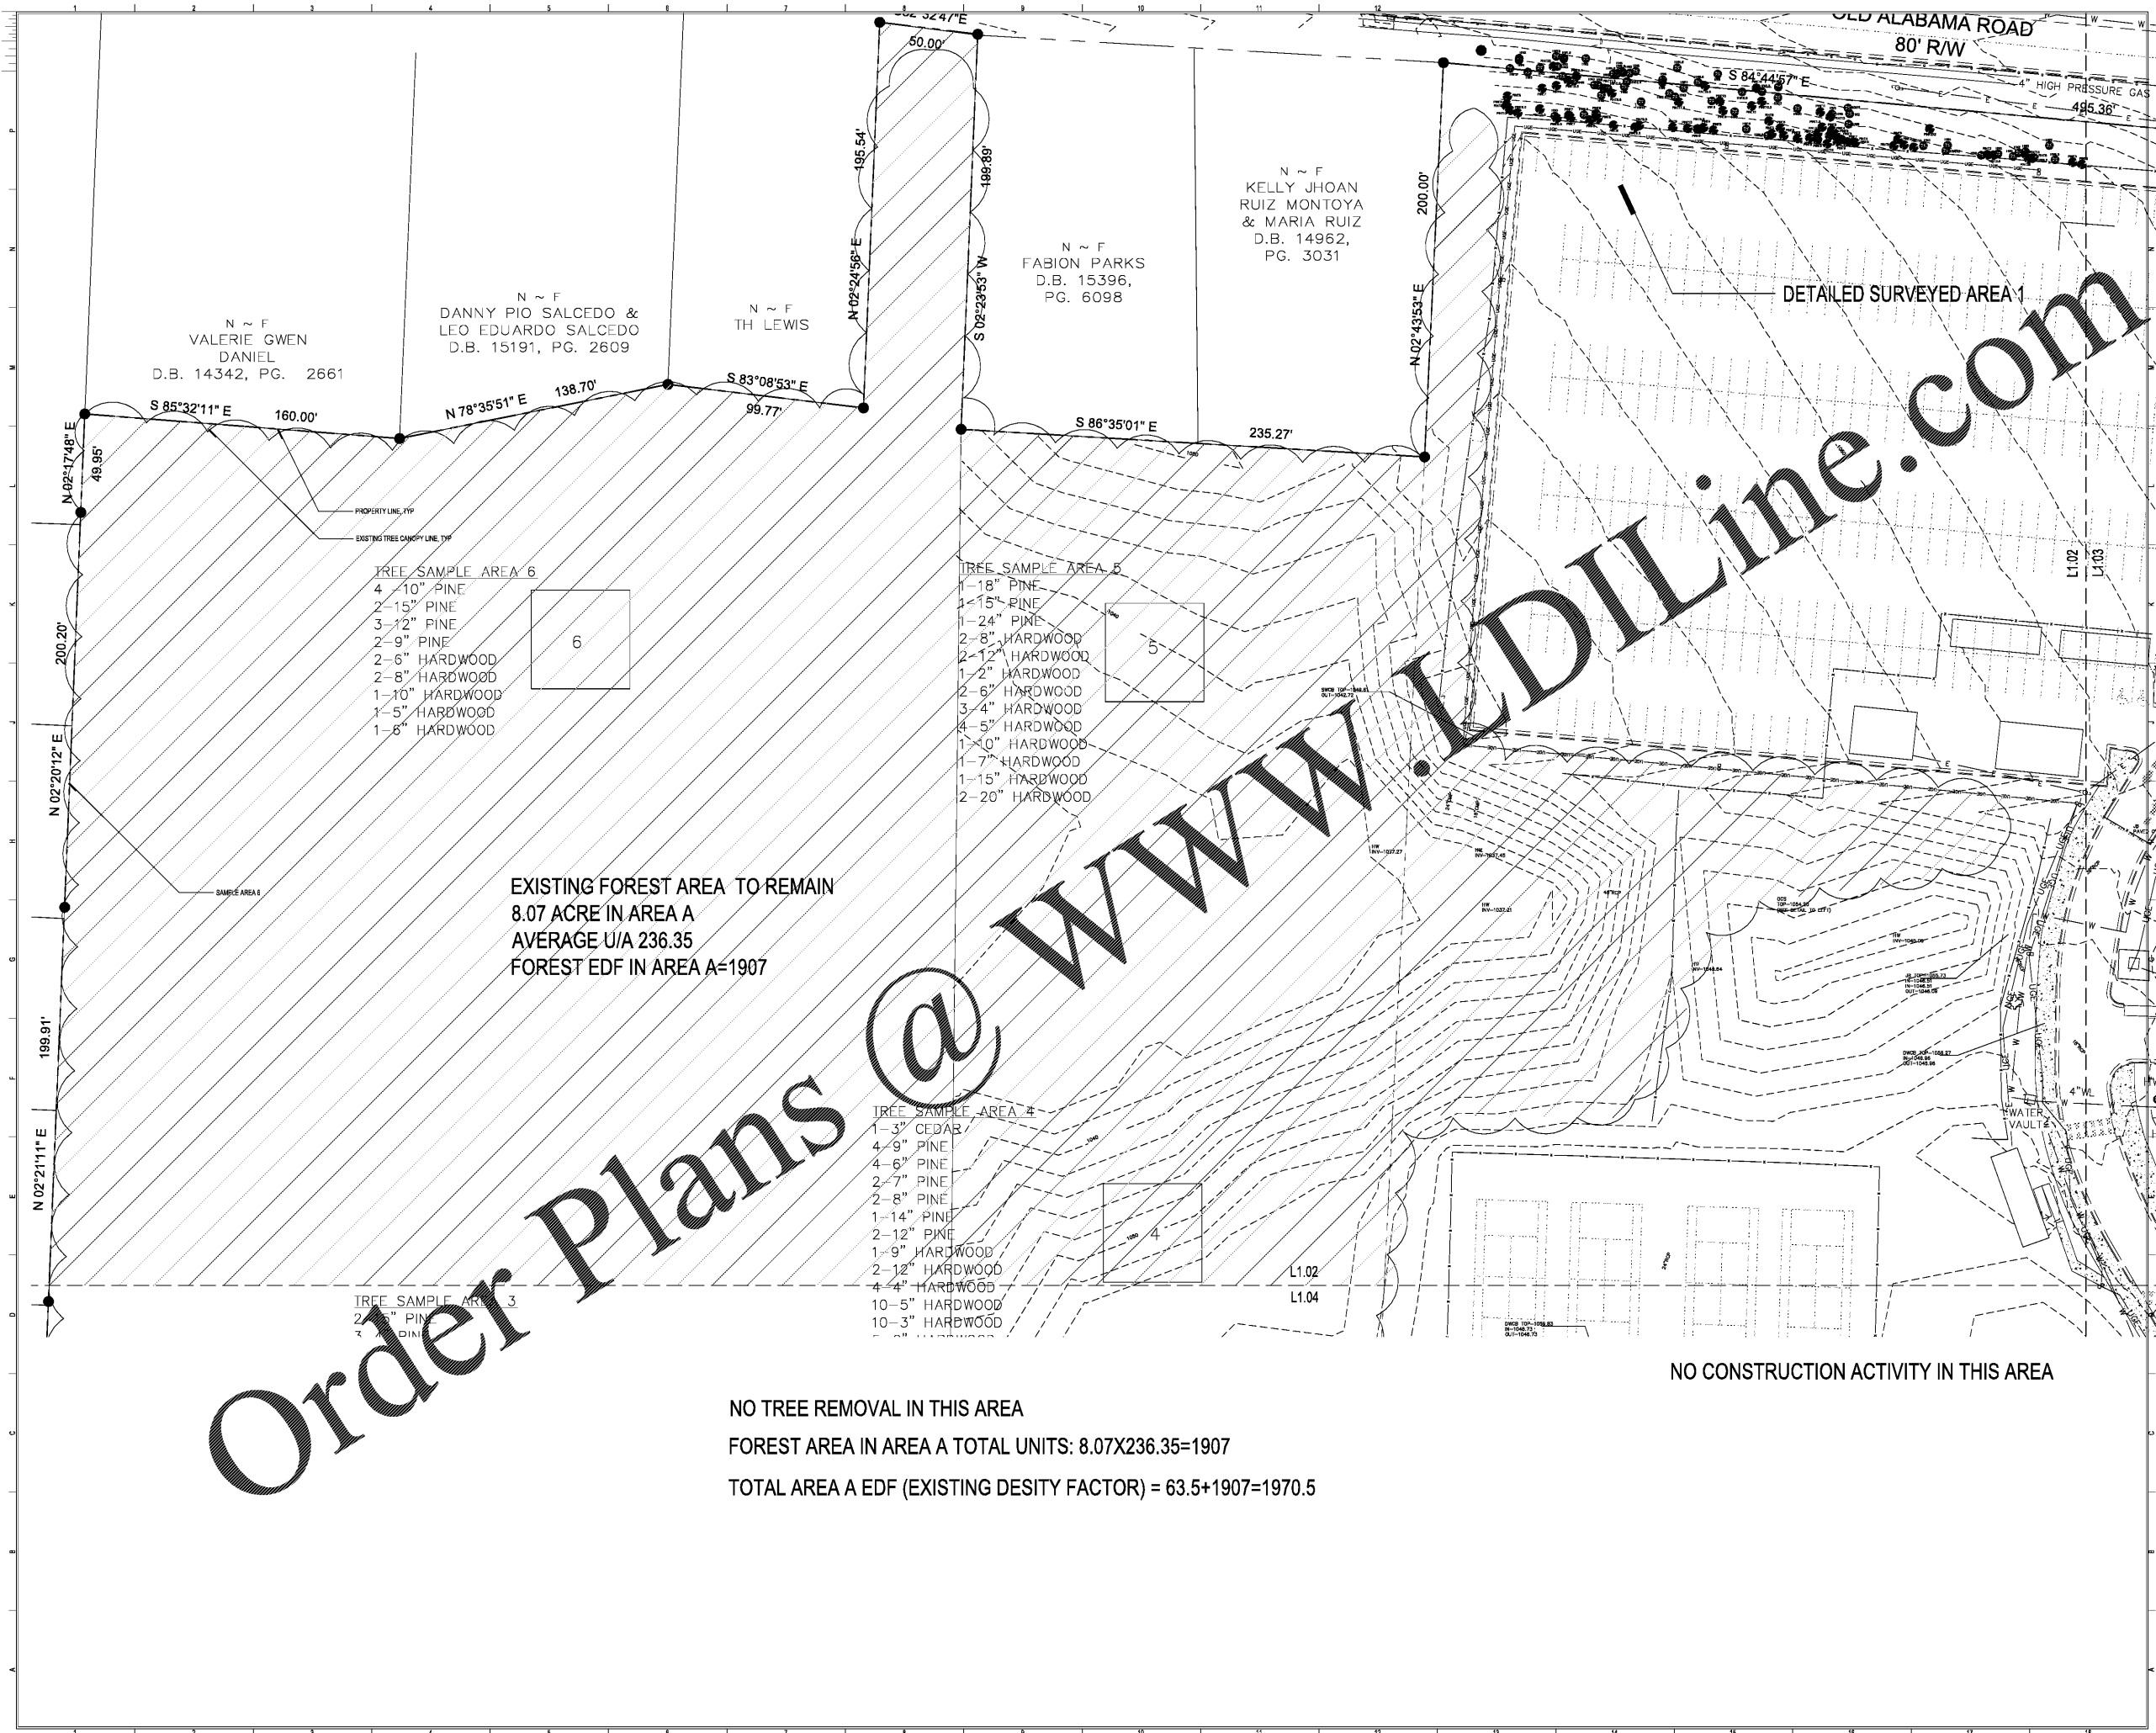 OLD ALABAMA ROAD
80' R/W
S 84°44'57" E
4" HIGH PRESSURE GAS
495.36'
50.00'
195.54'
N 02°24'56" E
199.89'
S 02°23'53" W
200.00'
N 02°43'53" E
N ~ F
VALERIE GWEN
DANIEL
D.B. 14342, PG. 2661
N ~ F
DANNY PIO SALCEDO &
LEO EDUARDO SALCEDO
D.B. 15191, PG. 2609
N ~ F
TH LEWIS
N ~ F
FABION PARKS
D.B. 15396,
PG. 6098
N ~ F
KELLY JHOAN
RUIZ MONTOYA
& MARIA RUIZ
D.B. 14962,
PG. 3031
DETAILED SURVEYED AREA 1
S 85°32'11" E
160.00'
N 78°35'51" E
138.70'
S 83°08'53" E
99.77'
S 86°35'01" E
235.27'
N 02°17'48" E
49.95'
PROPERTY LINE, TYP
EXISTING TREE CANOPY LINE, TYP
200.20'
N 02°20'12" E
SAMPLE AREA 6
199.91'
N 02°21'11" E
TREE SAMPLE AREA 6
4 -10" PINE
2-15" PINE
3-12" PINE
2-9" PINE
2-6" HARDWOOD
2-8" HARDWOOD
1-10" HARDWOOD
1-5" HARDWOOD
1-6" HARDWOOD
6
TREE SAMPLE AREA 5
1-18" PINE
1-15" PINE
1-24" PINE
2-8" HARDWOOD
2-12" HARDWOOD
1-2" HARDWOOD
2-6" HARDWOOD
3-4" HARDWOOD
4-5" HARDWOOD
1-10" HARDWOOD
1-7" HARDWOOD
1-15" HARDWOOD
2-20" HARDWOOD
5
L1.02
L1.03
EXISTING FOREST AREA TO REMAIN
8.07 ACRE IN AREA A
AVERAGE U/A 236.35
FOREST EDF IN AREA A=1907
TREE SAMPLE AREA 4
1-3" CEDAR
4-9" PINE
4-6" PINE
2-7" PINE
2-8" PINE
1-14" PINE
2-12" PINE
1-9" HARDWOOD
2-12" HARDWOOD
4-4" HARDWOOD
10-5" HARDWOOD
10-3" HARDWOOD
4
4"WL
WATER
VAULT
L1.02
L1.04
TREE SAMPLE AREA 3
Order Plans @ www.LDILine.com
NO CONSTRUCTION ACTIVITY IN THIS AREA
NO TREE REMOVAL IN THIS AREA
FOREST AREA IN AREA A TOTAL UNITS: 8.07X236.35=1907
TOTAL AREA A EDF (EXISTING DESITY FACTOR) = 63.5+1907=1970.5